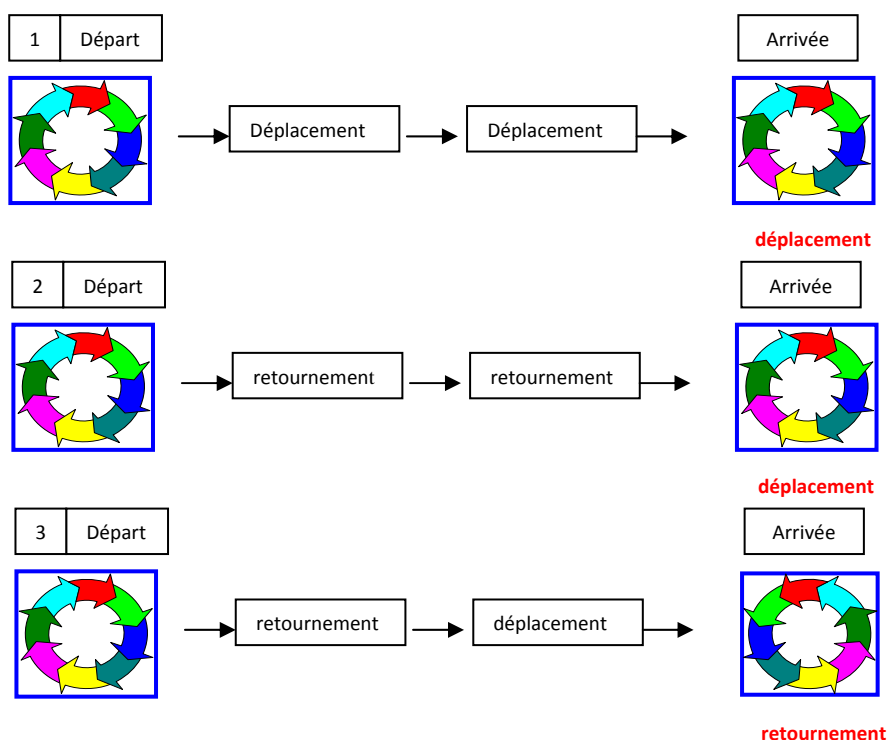 1 Départ Arrivée
Déplacement Déplacement
déplacement
2 Départ Arrivée
retournement retournement
déplacement
3 Départ Arrivée
retournement déplacement
retournement